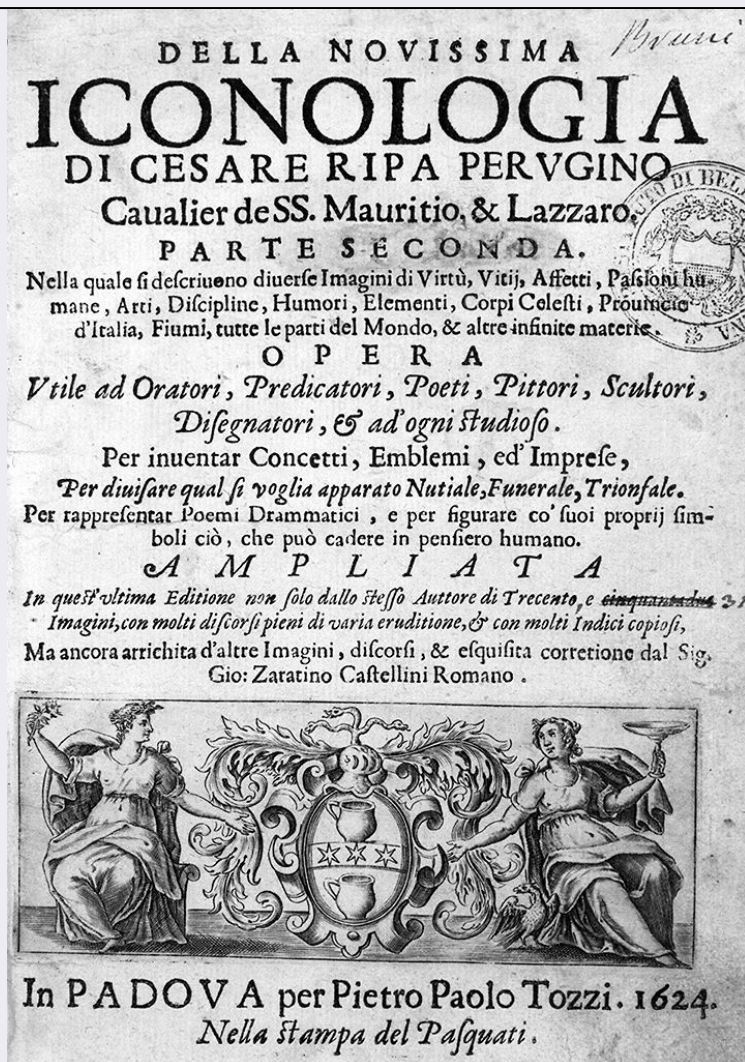 Bruni
DELLA NOVISSIMA
ICONOLOGIA
DI CESARE RIPA PERVGINO
Caualier de SS. Mauritio, & Lazzaro.
PARTE SECONDA.
Nella quale ſi deſcriuono diuerſe Imagini di Virtù, Vitij, Affetti, Paſſioni hu-
mane, Arti, Diſcipline, Humori, Elementi, Corpi Celeſti, Prouincie
d'Italia, Fiumi, tutte le parti del Mondo, & altre infinite materie.
OPERA
Vtile ad Oratori, Predicatori, Poeti, Pittori, Scultori,
Diſegnatori, & ad'ogni ſtudioſo.
Per inuentar Concetti, Emblemi, ed' Impreſe,
Per diuiſare qual ſi voglia apparato Nutiale, Funerale, Trionfale.
Per rappreſentar Poemi Drammatici, e per figurare co' ſuoi proprij ſim-
boli ciò, che può cadere in penſiero humano.
AMPLIATA
In queſt'vltima Editione non ſolo dallo ſteſſo Auttore di Trecento, e cinquantadue
Imagini, con molti diſcorſi pieni di varia eruditione, & con molti Indici copioſi,
Ma ancora arrichita d'altre Imagini, diſcorſi, & eſquiſita corretione dal Sig.
Gio: Zaratino Caſtellini Romano.
In PADOVA per Pietro Paolo Tozzi. 1624.
Nella ſtampa del Paſquati.
DI BEL